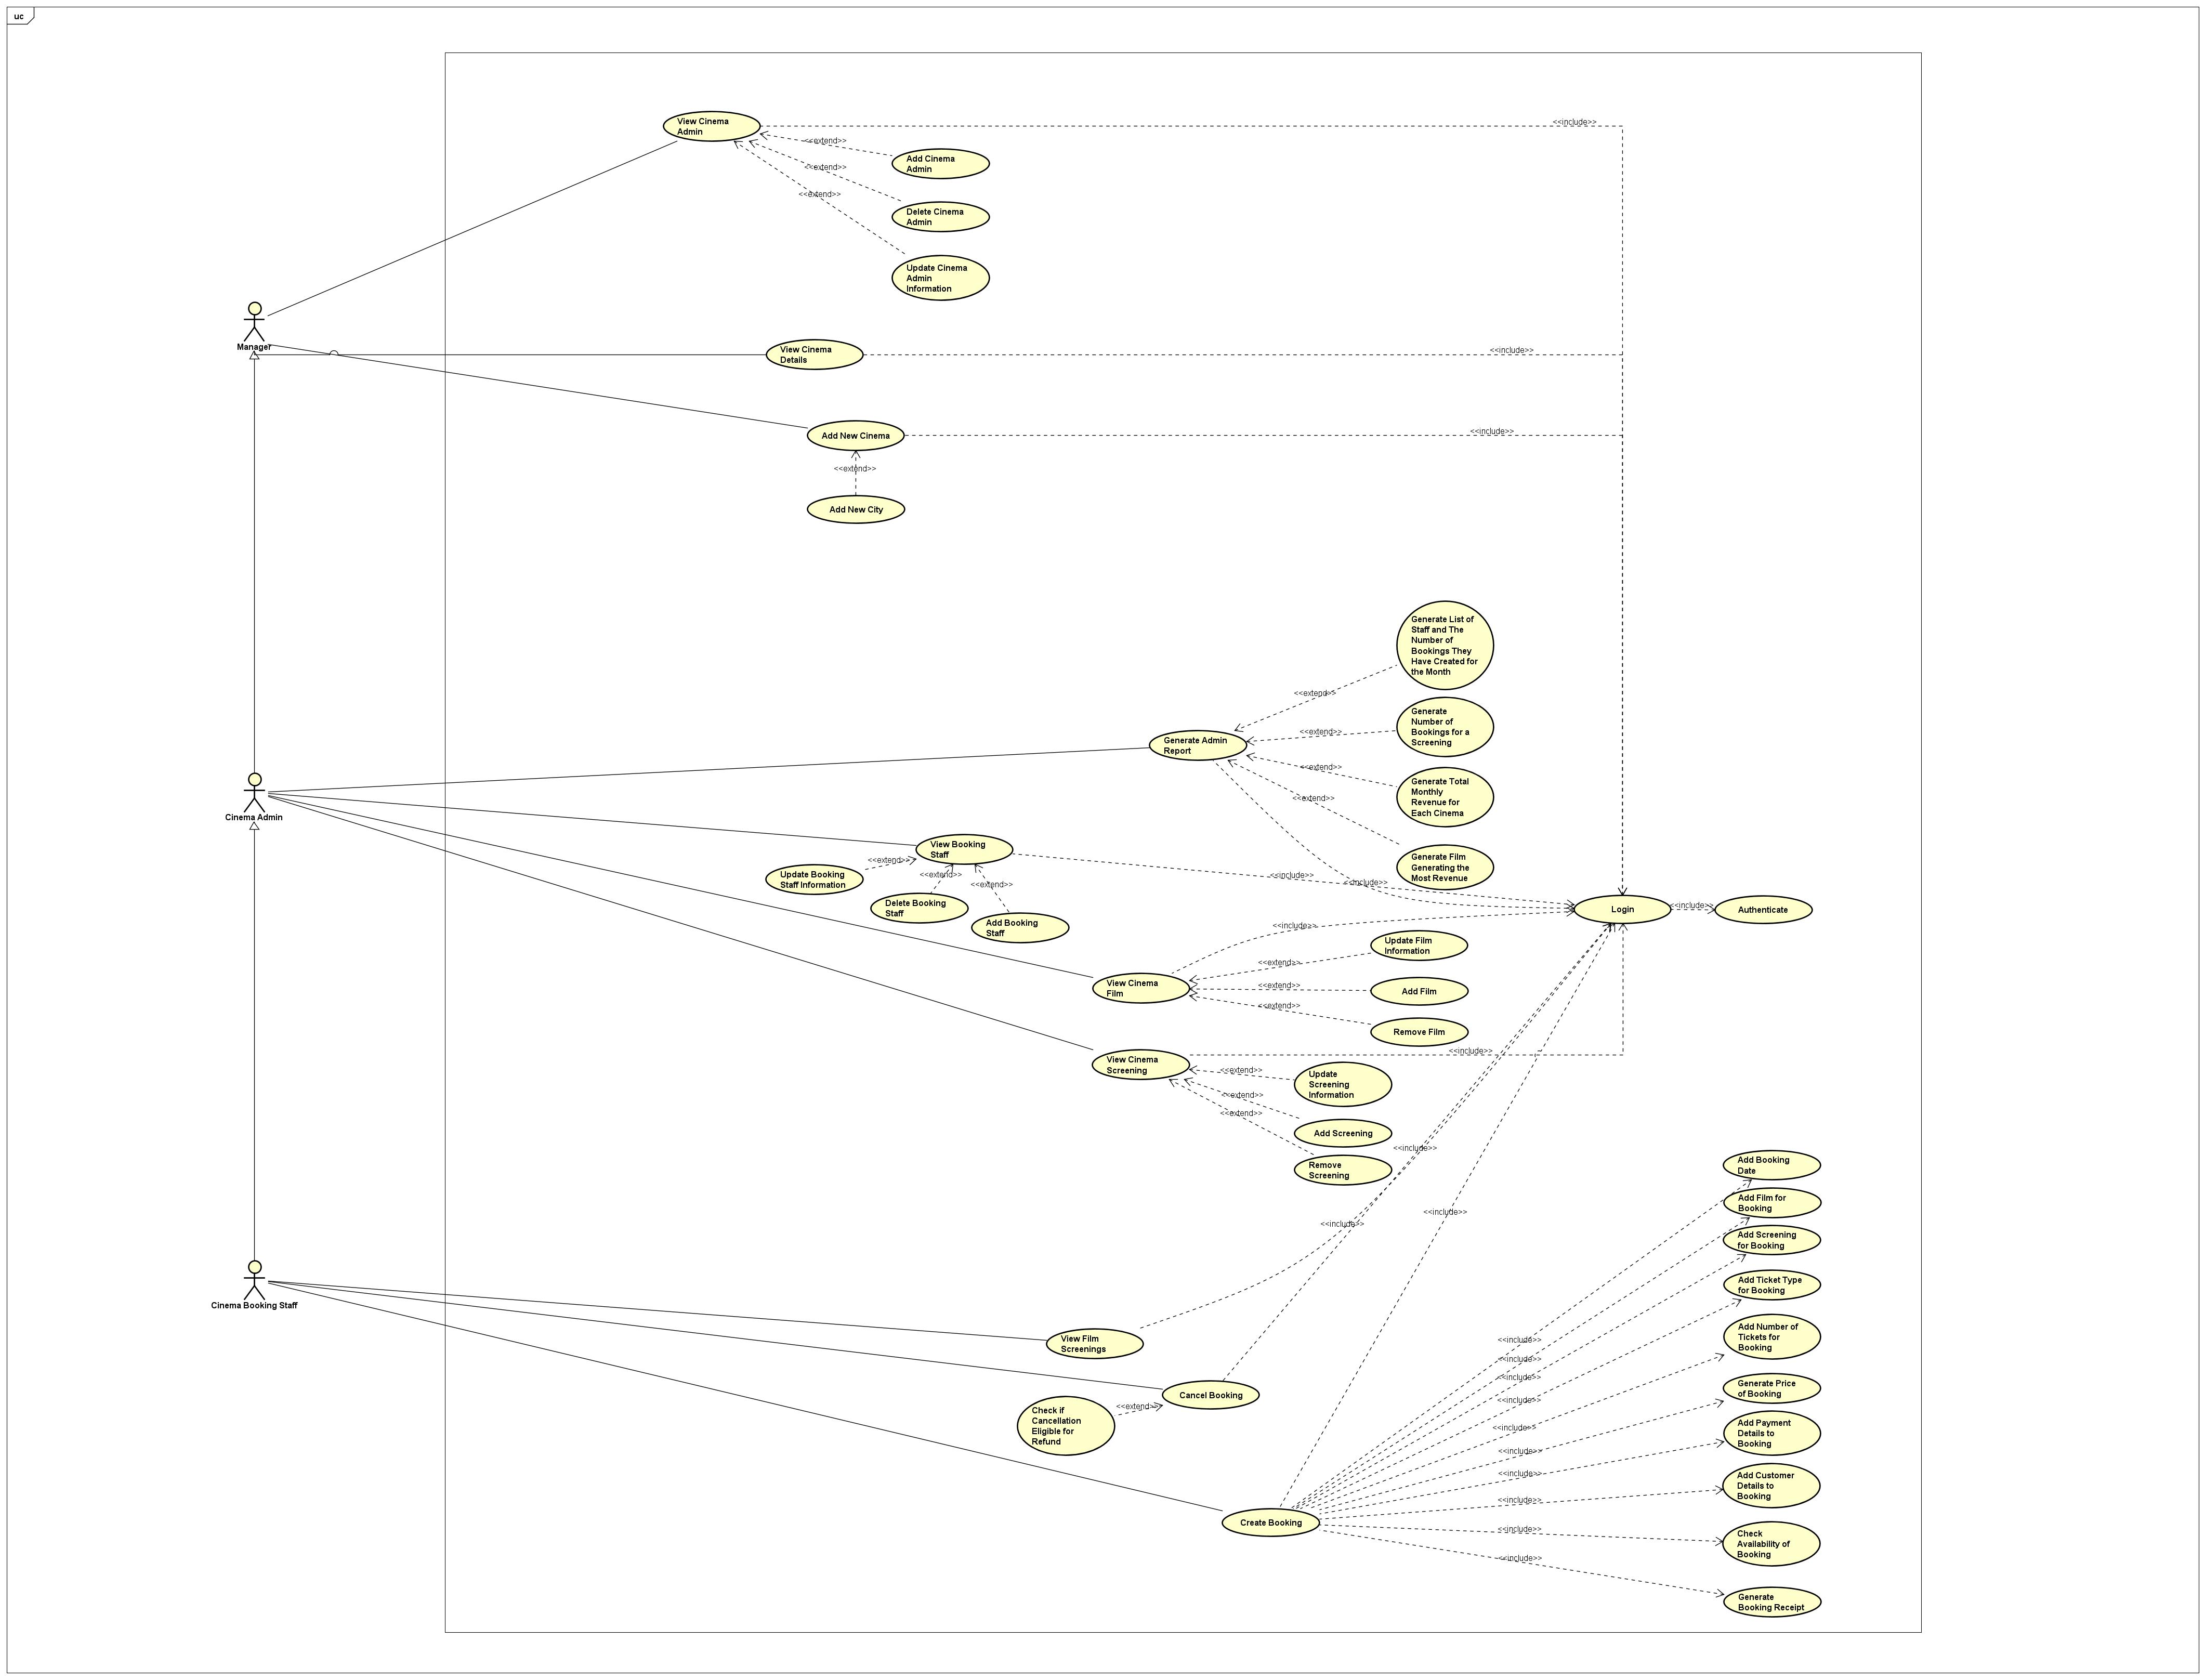 uc
View Cinema
Admin
<<include>>
<<extend>>
Add Cinema
Admin
<<extend>>
<<extend>>
Delete Cinema
Admin
Update Cinema
Admin
Information
Manager
View Cinema
Details
<<include>>
Add New Cinema
<<include>>
<<extend>>
Add New City
Generate List of
Staff and The
Number of
Bookings They
Have Created for
the Month
<<extend>>
Generate
Number of
Bookings for a
Screening
<<extend>>
Generate Admin
Report
<<extend>>
Generate Total
Monthly
Revenue for
Each Cinema
<<extend>>
Cinema Admin
View Booking
Staff
<<extend>>
Update Booking
Staff Information
<<extend>>
<<extend>>
Delete Booking
Staff
Add Booking
Staff
Generate Film
Generating the
Most Revenue
<<include>>
<<include>>
Login
<<include>>
Authenticate
<<include>>
Update Film
Information
<<extend>>
View Cinema
Film
<<extend>>
Add Film
<<extend>>
Remove Film
<<include>>
View Cinema
Screening
<<extend>>
Update
Screening
Information
<<extend>>
<<extend>>
Add Screening
Remove
Screening
<<include>>
<<include>>
<<include>>
Add Booking
Date
Add Film for
Booking
Add Screening
for Booking
Add Ticket Type
for Booking
Cinema Booking Staff
View Film
Screenings
Add Number of
Tickets for
Booking
<<include>>
<<include>>
<<include>>
<<include>>
<<include>>
<<include>>
<<include>>
<<include>>
<<include>>
<<include>>
Cancel Booking
<<extend>>
Check if
Cancellation
Eligible for
Refund
Generate Price
of Booking
Add Payment
Details to
Booking
Add Customer
Details to
Booking
Create Booking
Check
Availability of
Booking
Generate
Booking Receipt